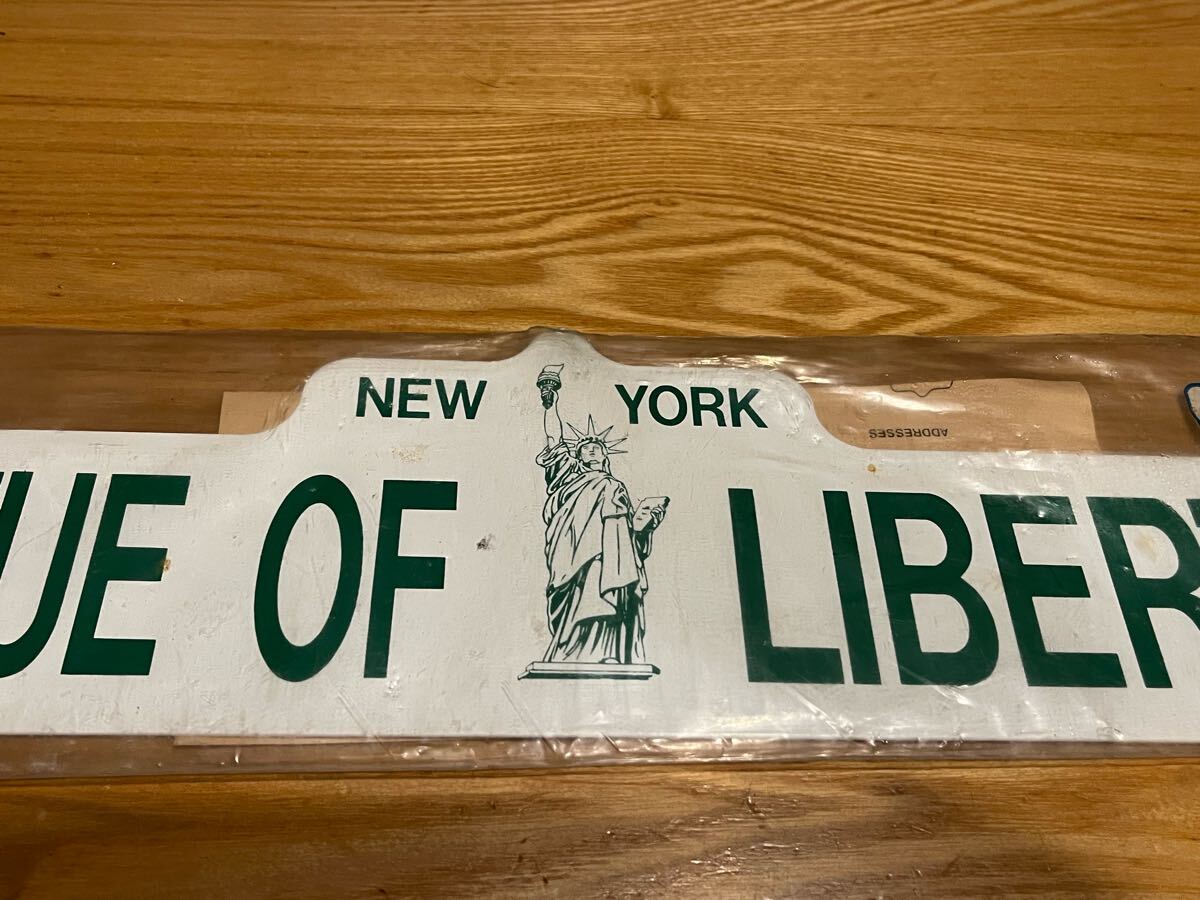 NEW YORK
UE OF LIBER
ADDRESSES